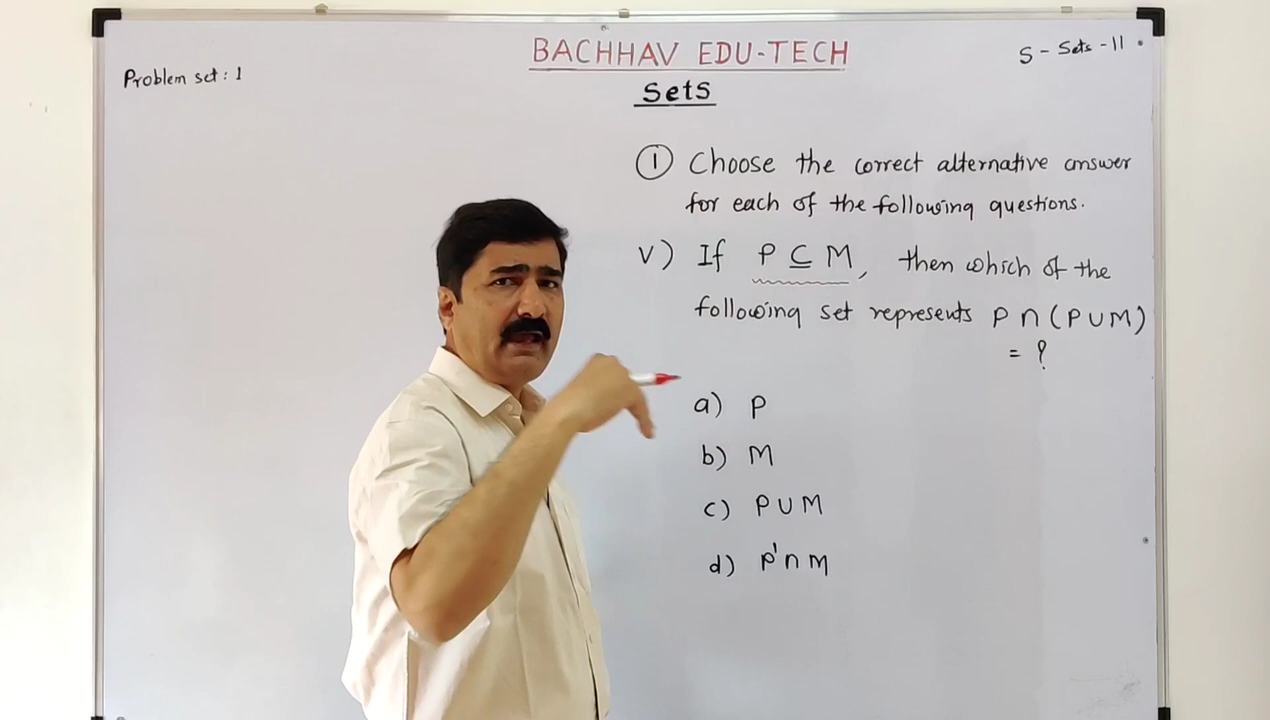 BACHHAV EDU-TECH
S - Sets - 11
Problem set : 1
Sets
① Choose the correct alternative answer
for each of the following questions.
v) If P ⊆ M, then which of the
following set represents P ∩ (P ∪ M)
= ?
a) P
b) M
c) P ∪ M
d) P' ∩ M